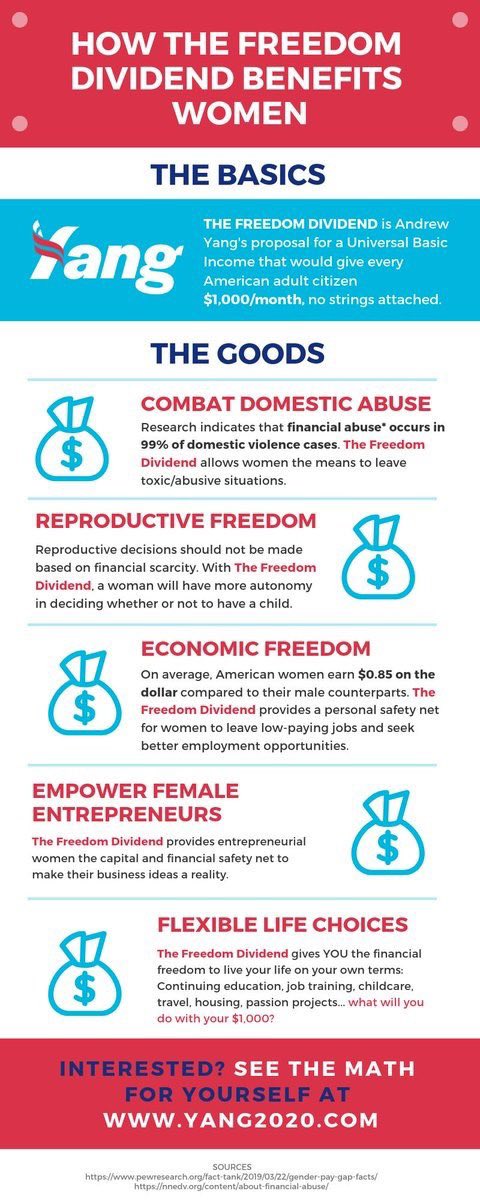 HOW THE FREEDOM
DIVIDEND BENEFITS
WOMEN
THE BASICS
Yang
THE FREEDOM DIVIDEND is Andrew
Yang's proposal for a Universal Basic
Income that would give every
American adult citizen
$1,000/month, no strings attached.
THE GOODS
$
COMBAT DOMESTIC ABUSE
Research indicates that financial abuse* occurs in
99% of domestic violence cases. The Freedom
Dividend allows women the means to leave
toxic/abusive situations.
REPRODUCTIVE FREEDOM
Reproductive decisions should not be made
based on financial scarcity. With The Freedom
Dividend, a woman will have more autonomy
in deciding whether or not to have a child.
$
$
ECONOMIC FREEDOM
On average, American women earn $0.85 on the
dollar compared to their male counterparts. The
Freedom Dividend provides a personal safety net
for women to leave low-paying jobs and seek
better employment opportunities.
EMPOWER FEMALE
ENTREPRENEURS
The Freedom Dividend provides entrepreneurial
women the capital and financial safety net to
make their business ideas a reality.
$
$
FLEXIBLE LIFE CHOICES
The Freedom Dividend gives YOU the financial
freedom to live your life on your own terms:
Continuing education, job training, childcare,
travel, housing, passion projects... what will you
do with your $1,000?
INTERESTED? SEE THE MATH
FOR YOURSELF AT
WWW.YANG2020.COM
SOURCES
https://www.pewresearch.org/fact-tank/2019/03/22/gender-pay-gap-facts/
https://nnedv.org/content/about-financial-abuse/